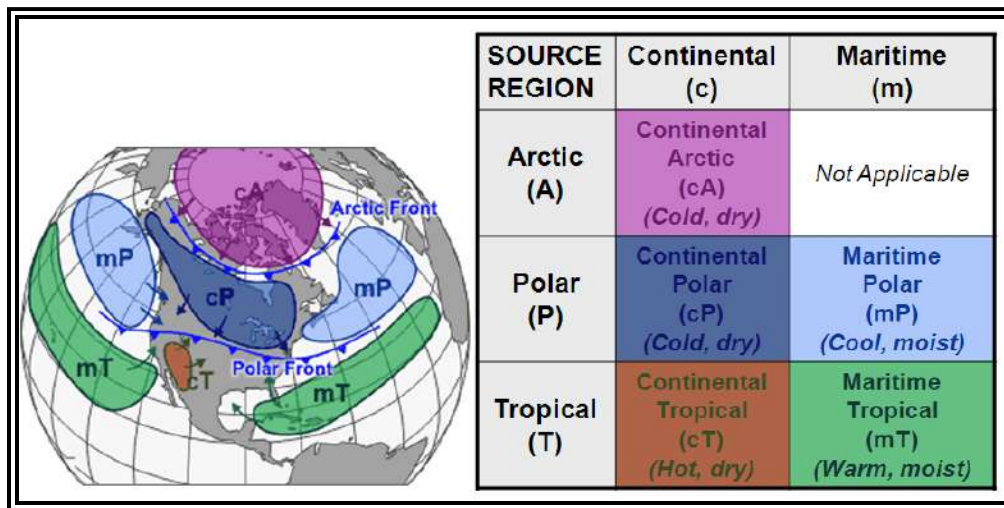 cA
Arctic Front
mP
cP
mP
mT
cT
Polar Front
mT
SOURCE REGION
Continental (c)
Maritime (m)
Arctic (A)
Continental Arctic (cA) (Cold, dry)
Not Applicable
Polar (P)
Continental Polar (cP) (Cold, dry)
Maritime Polar (mP) (Cool, moist)
Tropical (T)
Continental Tropical (cT) (Hot, dry)
Maritime Tropical (mT) (Warm, moist)